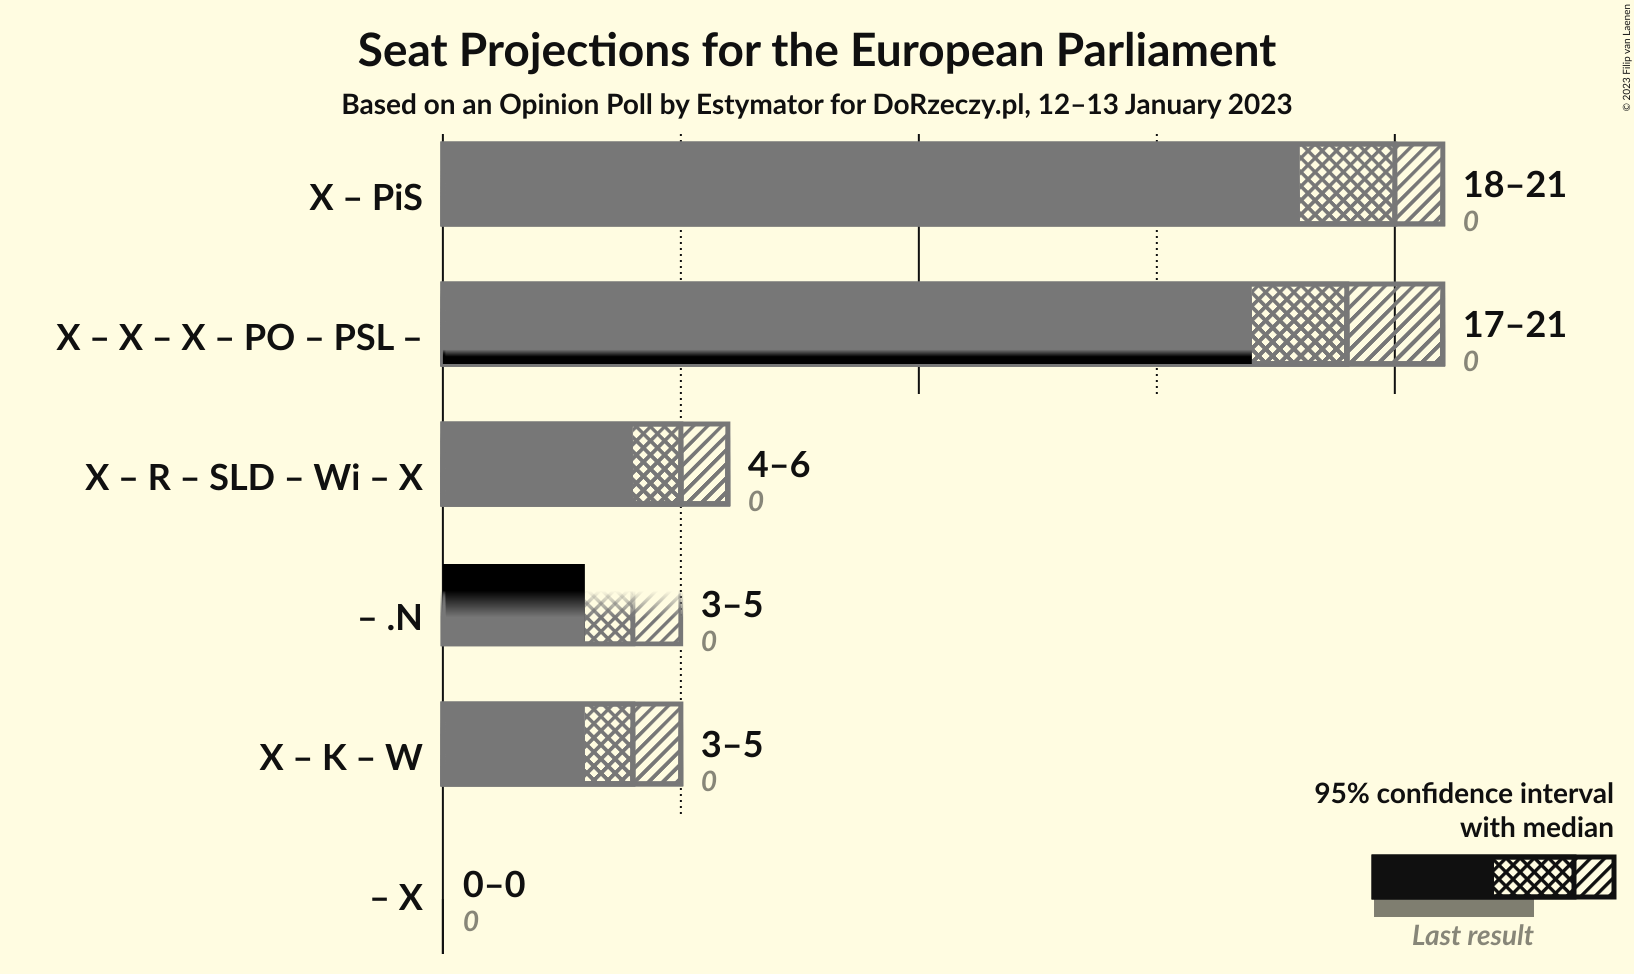 Seat Projections for the European Parliament
Based on an Opinion Poll by Estymator for DoRzeczy.pl, 12–13 January 2023
© 2023 Filip van Laenen
X – PiS
18–21
0
X – X – X – PO – PSL –
17–21
0
X – R – SLD – Wi – X
4–6
0
– .N
3–5
0
X – K – W
3–5
0
– X
0–0
0
95% confidence interval
with median
Last result